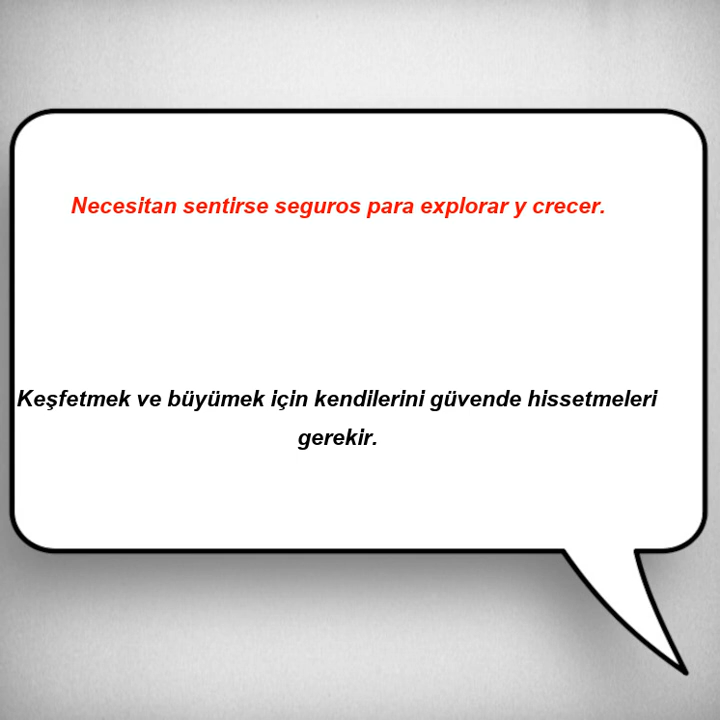 Necesitan sentirse seguros para explorar y crecer.
Keşfetmek ve büyümek için kendilerini güvende hissetmeleri
gerekir.